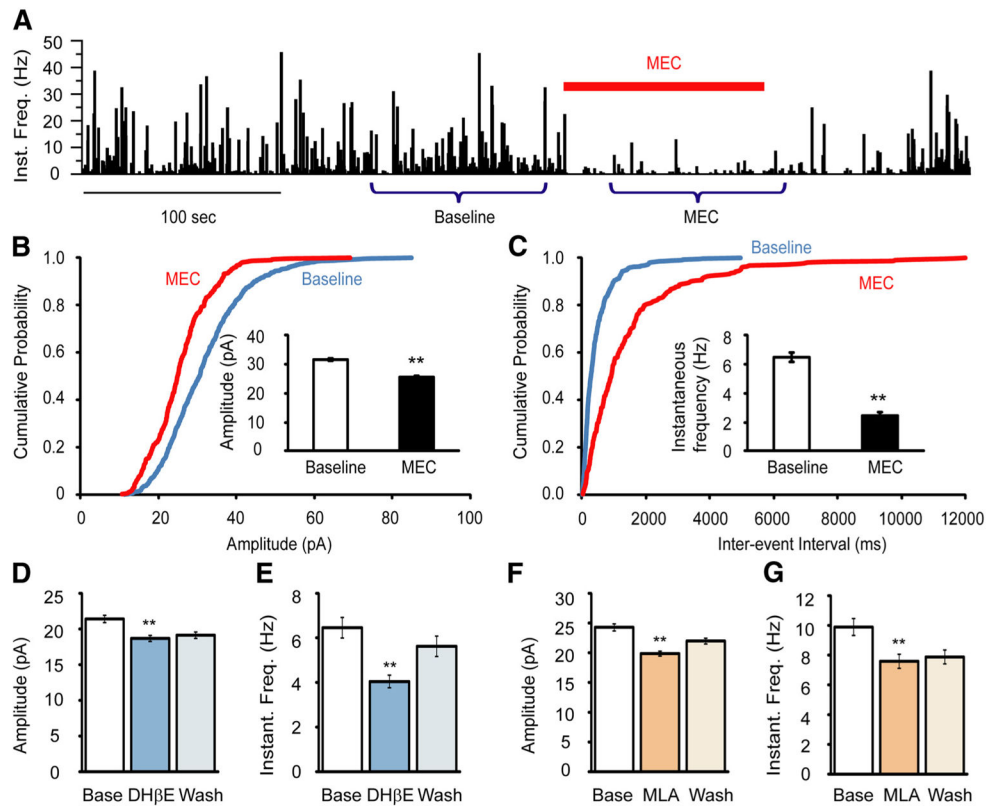 A
Inst. Freq. (Hz)
50
40
30
20
10
0
MEC
100 sec
Baseline
MEC
B
Cumulative Probability
1.0
0.8
0.6
0.4
0.2
0
MEC
Baseline
Amplitude (pA)
40
30
20
10
0
**
Baseline
MEC
0
20
40
60
80
100
Amplitude (pA)
C
Cumulative Probability
1.0
0.8
0.6
0.4
0.2
0.0
Baseline
MEC
Instantaneous
frequency (Hz)
8
6
4
2
0
**
Baseline
MEC
0
2000
4000
6000
8000
10000
12000
Inter-event Interval (ms)
D
Amplitude (pA)
25
20
15
10
5
0
**
Base DHβE Wash
E
Instant. Freq. (Hz)
8
6
4
2
0
**
Base DHβE Wash
F
Amplitude (pA)
30
25
20
15
10
5
0
**
Base MLA Wash
G
Instant. Freq. (Hz)
12
10
8
6
4
2
0
**
Base MLA Wash